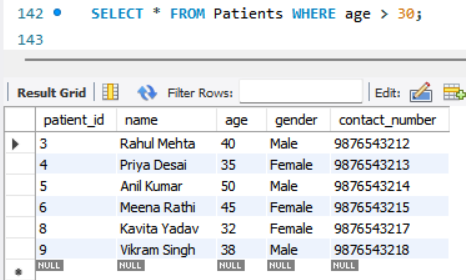 142 SELECT * FROM Patients WHERE age > 30;
143
Result Grid Filter Rows: Edit:
patient_id name age gender contact_number
3 Rahul Mehta 40 Male 9876543212
4 Priya Desai 35 Female 9876543213
5 Anil Kumar 50 Male 9876543214
6 Meena Rathi 45 Female 9876543215
8 Kavita Yadav 32 Female 9876543217
9 Vikram Singh 38 Male 9876543218
NULL NULL NULL NULL NULL